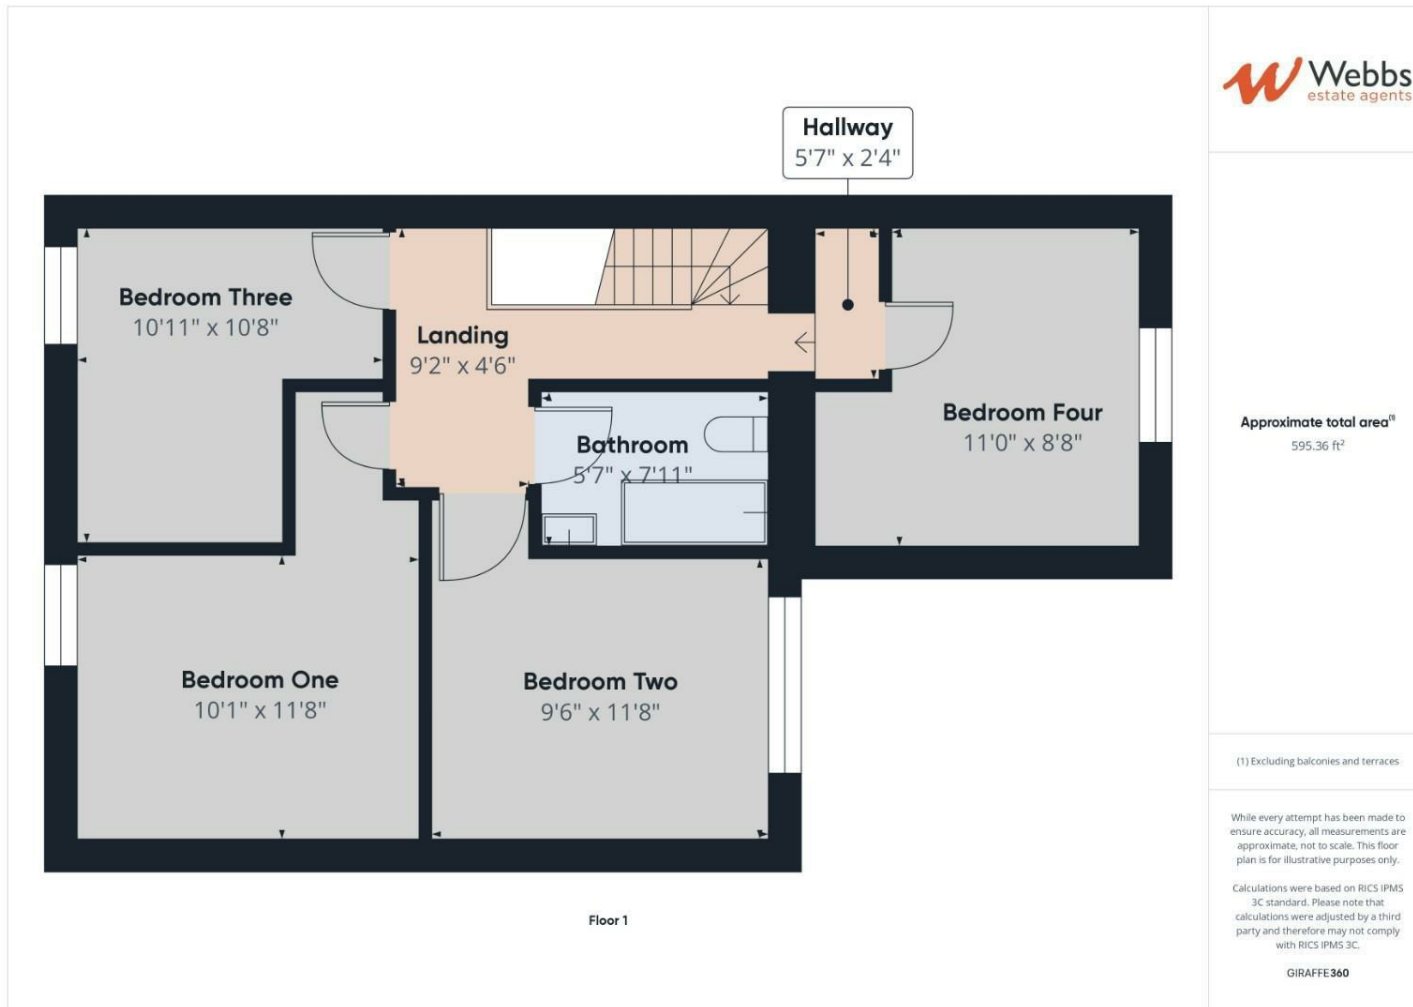 Webbs
estate agents
Hallway
5'7" x 2'4"
Bedroom Three
10'11" x 10'8"
Landing
9'2" x 4'6"
Bathroom
5'7" x 7'11"
Bedroom Four
11'0" x 8'8"
Bedroom One
10'1" x 11'8"
Bedroom Two
9'6" x 11'8"
Floor 1
Approximate total area⁽¹⁾
595.36 ft²
(1) Excluding balconies and terraces
While every attempt has been made to
ensure accuracy, all measurements are
approximate, not to scale. This floor
plan is for illustrative purposes only.
Calculations were based on RICS IPMS
3C standard. Please note that
calculations were adjusted by a third
party and therefore may not comply
with RICS IPMS 3C.
GIRAFFE360